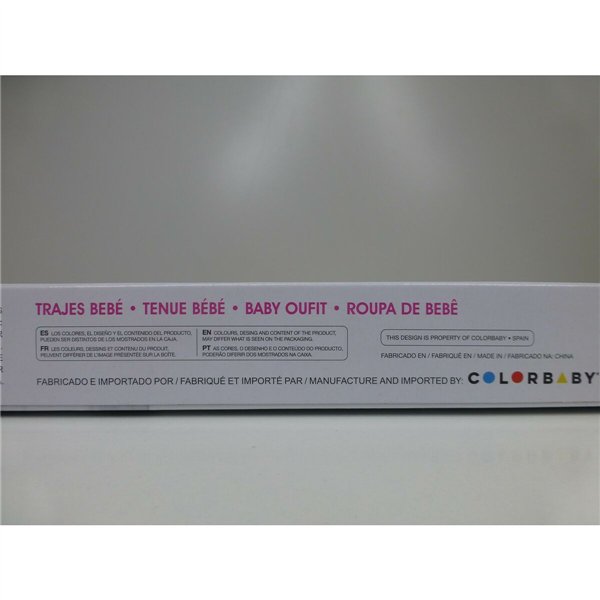 TRAJES BEBÉ • TENUE BÉBÉ • BABY OUFIT • ROUPA DE BEBÊ
ES LOS COLORES, EL DISEÑO Y EL CONTENIDO DEL PRODUCTO,
PUEDEN SER DISTINTOS DE LOS MOSTRADOS EN LA CAJA.
FR LES COULEURS, DESSINS ET CONTENU DU PRODUIT,
PEUVENT DIFFÉRER DE L'IMAGE PRÉSENTÉE SUR LA BOÎTE.
EN COLOURS, DESING AND CONTENT OF THE PRODUCT,
MAY DIFFER WHAT IS SEEN ON THE PACKAGING.
PT AS CORES, O DESENHO E O CONTEÚDO DO PRODUCTO,
PODERÃO DIFERIR DOS MOSTRADOS NA CAIXA.
THIS DESIGN IS PROPERTY OF COLORBABY • SPAIN
FABRICADO EN / FABRIQUÉ EN / MADE IN / FABRICADO NA: CHINA
FABRICADO E IMPORTADO POR / FABRIQUÉ ET IMPORTÉ PAR / MANUFACTURE AND IMPORTED BY: COLORBABY